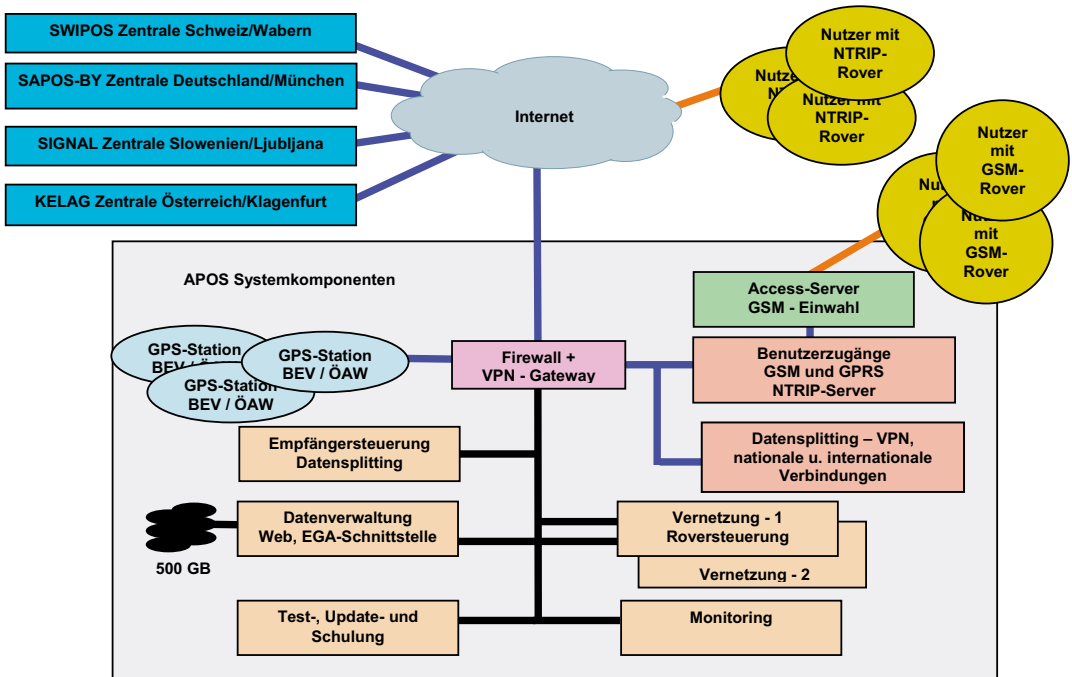 SWIPOS Zentrale Schweiz/Wabern
SAPOS-BY Zentrale Deutschland/München
SIGNAL Zentrale Slowenien/Ljubljana
KELAG Zentrale Österreich/Klagenfurt
Internet
Nutzer mit
NTRIP-
Rover
Nutzer mit
NTRIP-
Rover
Nutzer
mit
GSM-
Rover
mit
GSM-
Rover
APOS Systemkomponenten
Access-Server
GSM - Einwahl
GPS-Station
BEV / ÖAW
GPS-Station
BEV / ÖAW
GPS-Station
BEV / ÖAW
Firewall +
VPN - Gateway
Benutzerzugänge
GSM und GPRS
NTRIP-Server
Empfängersteuerung
Datensplitting
Datensplitting – VPN,
nationale u. internationale
Verbindungen
500 GB
Datenverwaltung
Web, EGA-Schnittstelle
Vernetzung - 1
Roversteuerung
Vernetzung - 2
Test-, Update- und
Schulung
Monitoring